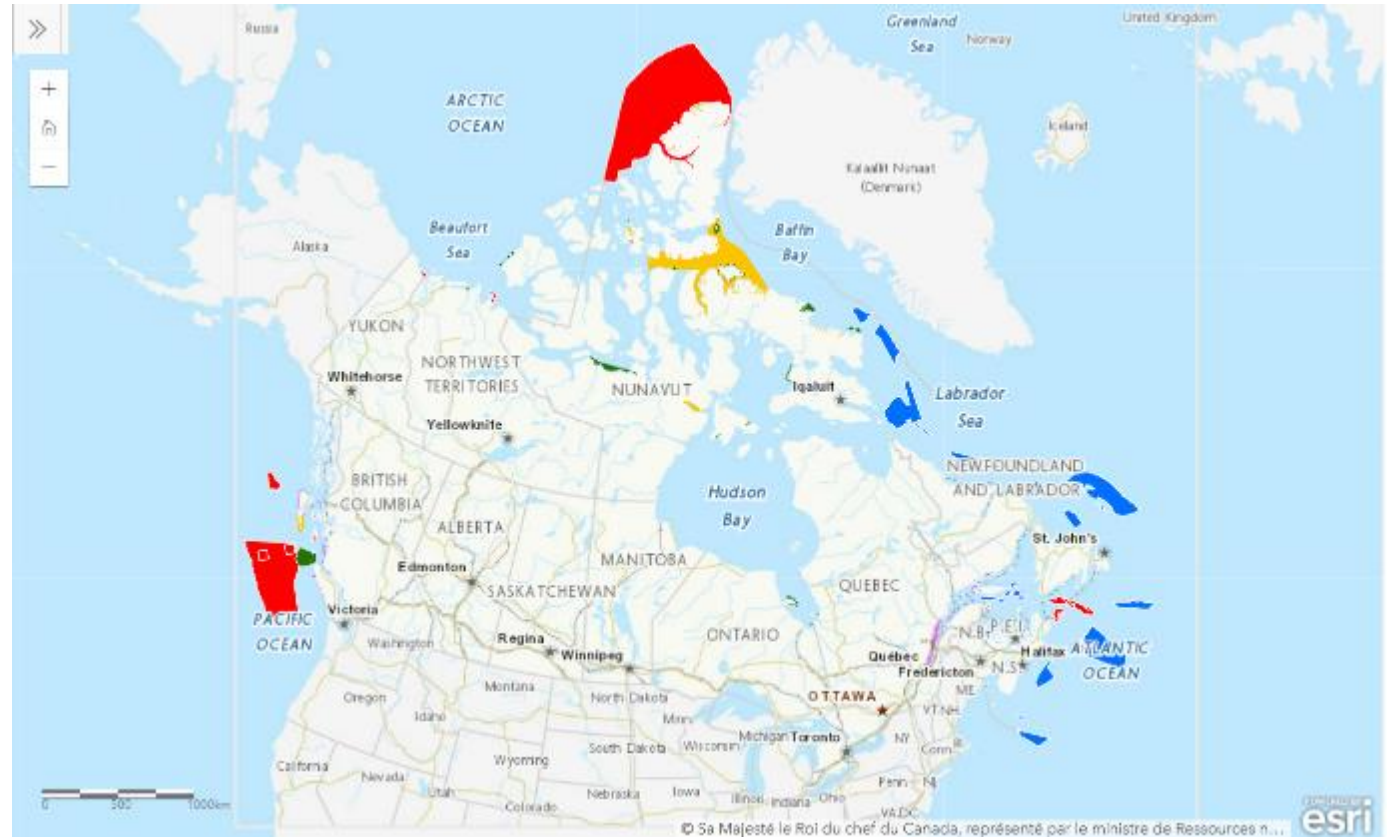 Greenland
Sea
Norway
United Kingdom
Russia
ARCTIC
OCEAN
Iceland
Kalaallit Nunaat
(Denmark)
Beaufort
Sea
Baffin
Bay
Alaska
YUKON
NORTHWEST
TERRITORIES
Whitehorse
NUNAVUT
Iqaluit
Labrador
Sea
Yellowknife
NEWFOUNDLAND
AND LABRADOR
BRITISH
COLUMBIA
Hudson
Bay
ALBERTA
St. John's
MANITOBA
Edmonton
QUEBEC
SASKATCHEWAN
PACIFIC
OCEAN
Victoria
Washington
ONTARIO
N.B.
P.E.I.
Regina
Winnipeg
Québec
Halifax
ATLANTIC
OCEAN
Fredericton
N.S.
Montana
North Dakota
OTTAWA
ME
Oregon
Idaho
Minn
VT
NH
South Dakota
Wisconsin
Michigan
Toronto
NY
Conn
Wyoming
California
Nevada
Utah
Colorado
Nebraska
Iowa
Illinois
Indiana
Ohio
Penn
NJ
VA
DC
0 500 1000km
© Sa Majesté le Roi du chef du Canada, représenté par le ministre de Ressources n...
POWERED BY
esri